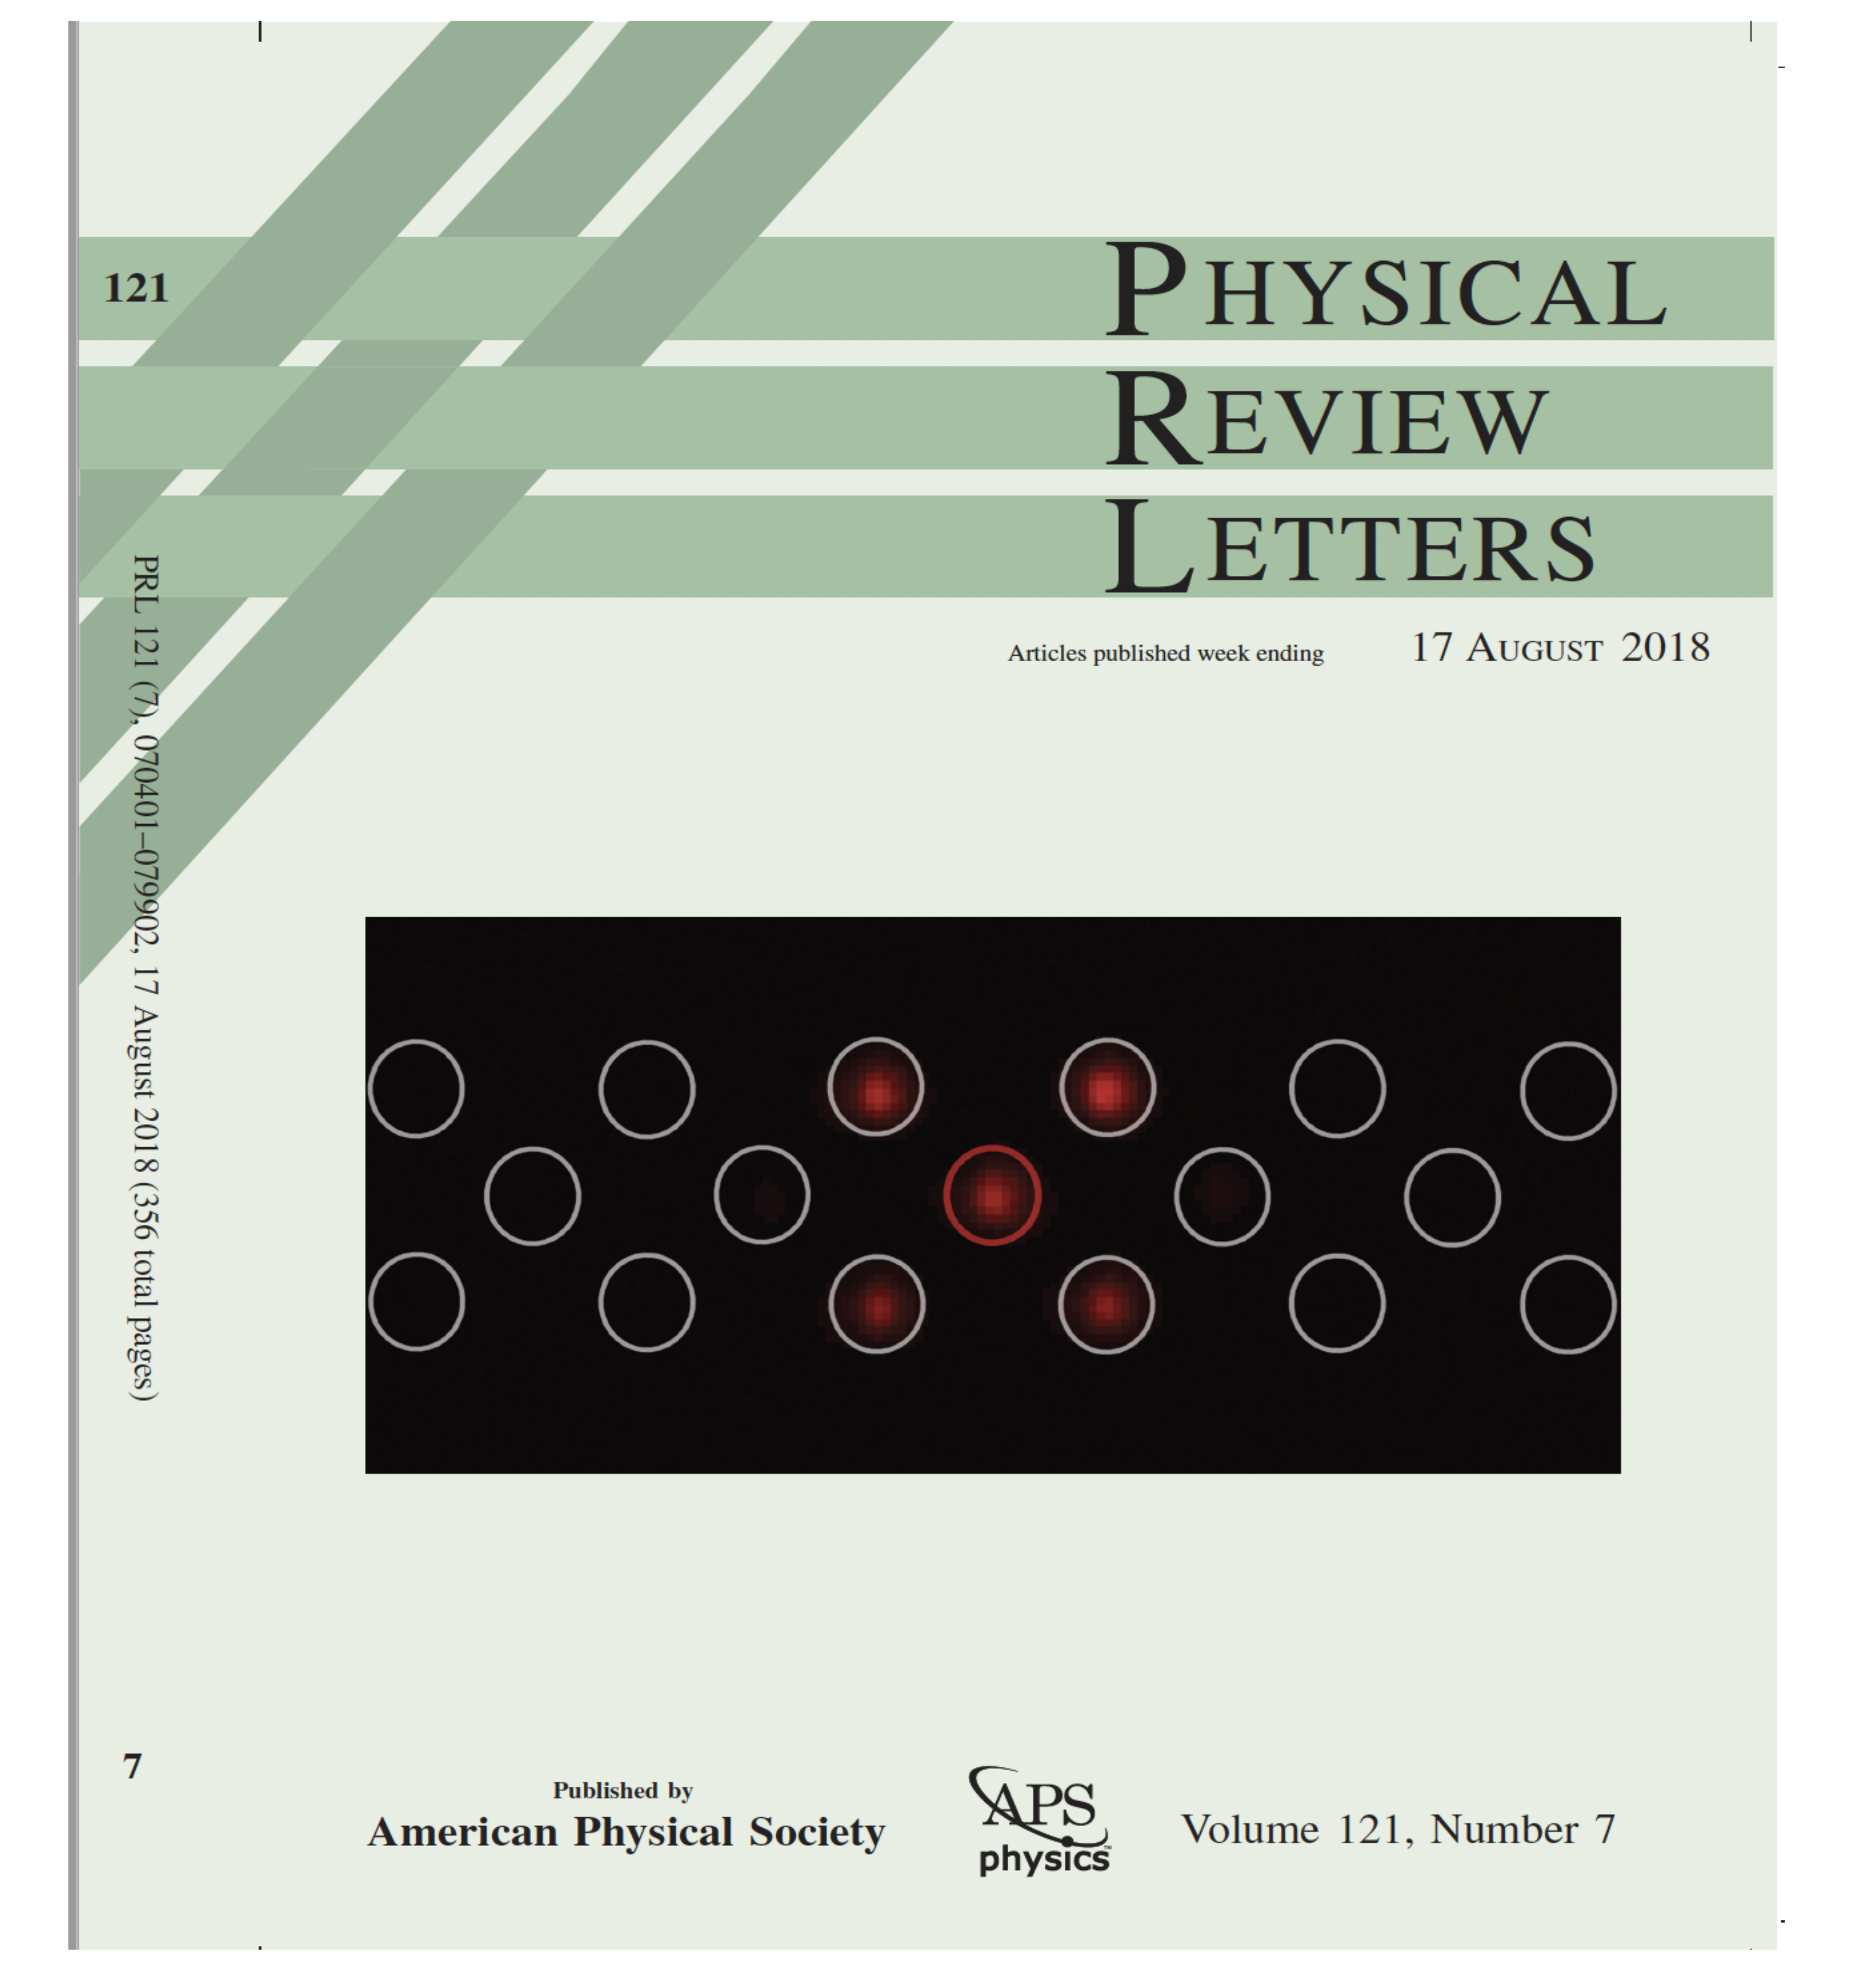 121
PHYSICAL
REVIEW
LETTERS
Articles published week ending 17 AUGUST 2018
PRL 121 (7), 070401–079902, 17 August 2018 (356 total pages)
7
Published by
American Physical Society
APS
physics™
Volume 121, Number 7